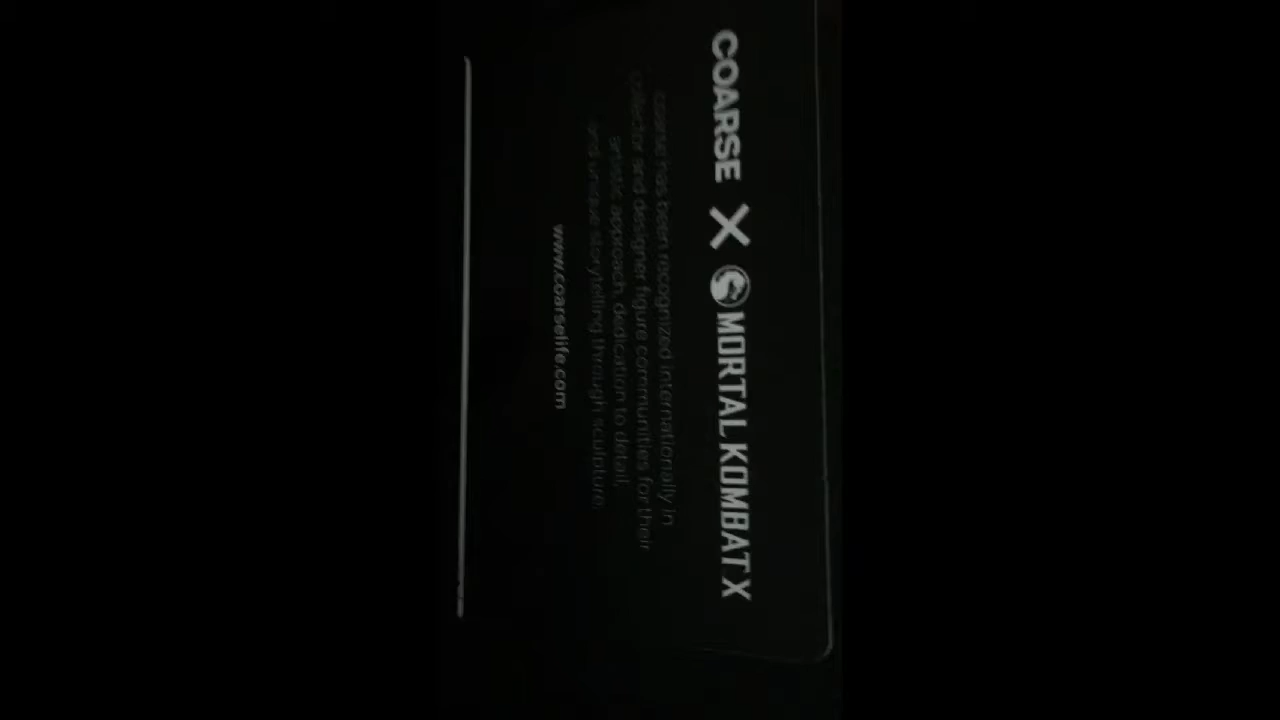 COARSE X MORTAL KOMBAT X
coarse has been recognized internationally in
collector and designer figure communities for their
artistic approach, dedication to detail,
and unique storytelling through sculpture.
www.coarselife.com